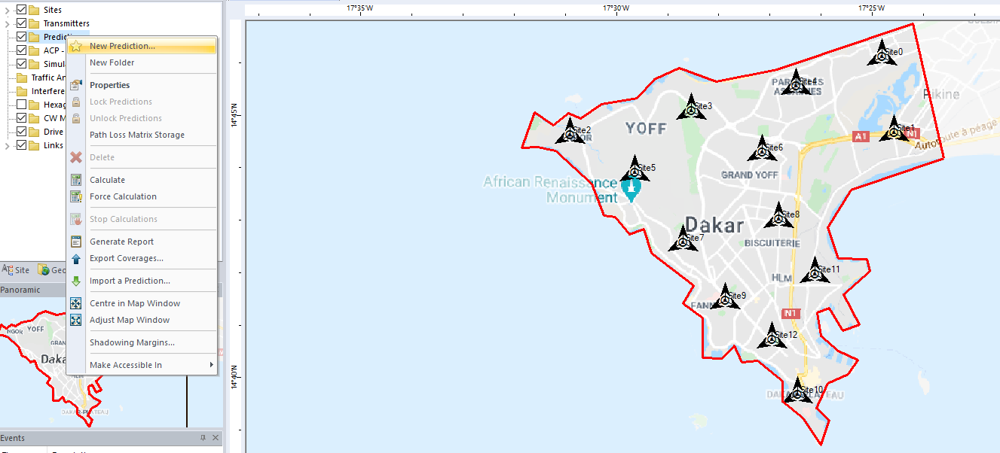 Sites
Transmitters
Predic
ACP -
Simul
Traffic An
Interfere
Hexag
CW M
Drive
Links
New Prediction...
New Folder
Properties
Lock Predictions
Unlock Predictions
Path Loss Matrix Storage
Delete
Calculate
Force Calculation
Stop Calculations
Generate Report
Export Coverages...
Import a Prediction...
Centre in Map Window
Adjust Map Window
Shadowing Margins...
Make Accessible In
Site
Geo
Panoramic
NGOR
YOFF
GRAN
Daka
HLM
DAKAR-PLATEAU
Events
17°35'W
17°30'W
17°25'W
14°45'N
14°40'N
Site0
Site4
Pikine
Site3
YOFF
Site2
Site1
A1
N1
Autoroute à péage
Site6
Site5
GRAND YOFF
African Renaissance
Monument
Site8
Dakar
Site7
BISCUITERIE
Site11
HLM
Site9
FANN
N1
Site12
Site10